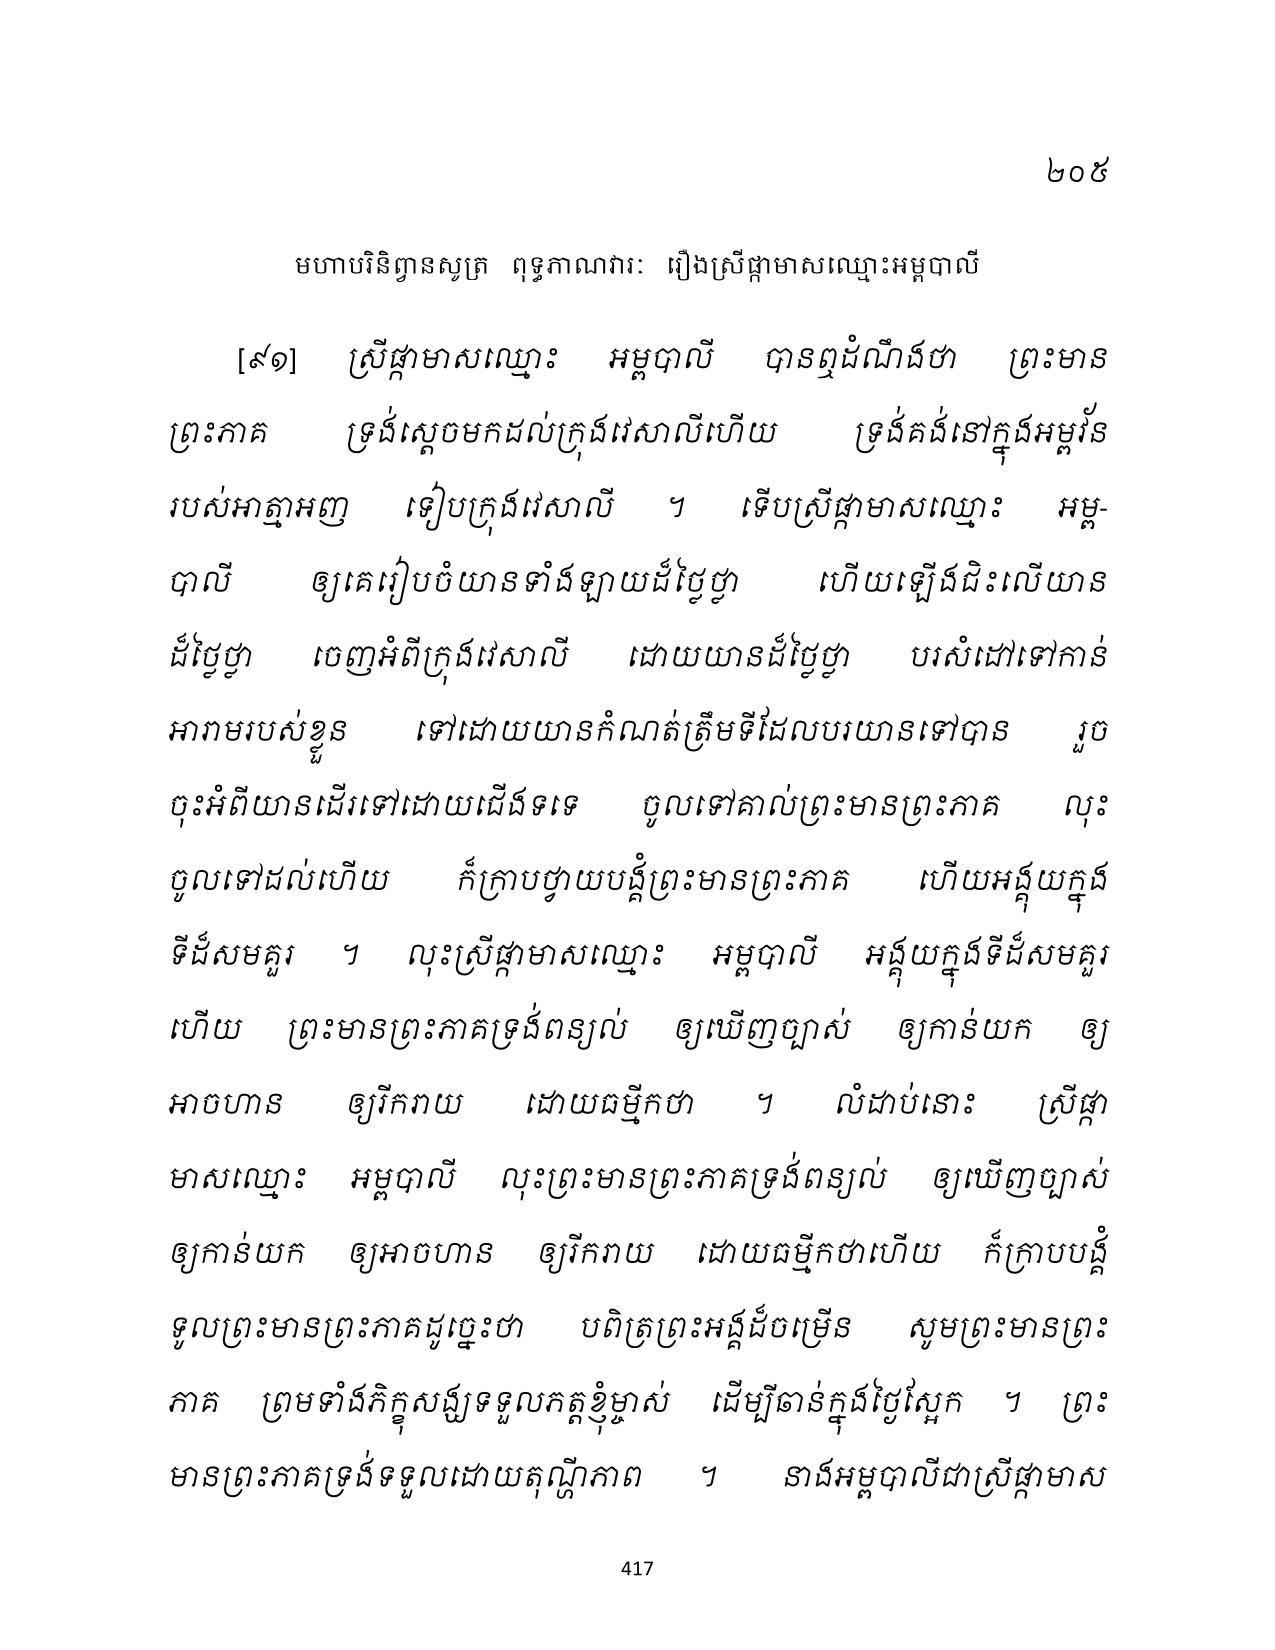 ២០៥
មហាបរិនិព្វានសូត្រ ពុទ្ធភាណវារៈ រឿងស្រីផ្កាមាសឈ្មោះអម្ពបាលី
[៩១] ស្រីផ្កាមាសឈ្មោះ អម្ពបាលី បានឮដំណឹងថា ព្រះមាន
ព្រះភាគ ទ្រង់ស្តេចមកដល់ក្រុងវេសាលីហើយ ទ្រង់គង់នៅក្នុងអម្ពវ័ន
របស់អាត្មាអញ ទៀបក្រុងវេសាលី ។ ទើបស្រីផ្កាមាសឈ្មោះ អម្ព-
បាលី ឲ្យគេរៀបចំយានទាំងឡាយដ៏ថ្លៃថ្លា ហើយឡើងជិះលើយាន
ដ៏ថ្លៃថ្លា ចេញអំពីក្រុងវេសាលី ដោយយានដ៏ថ្លៃថ្លា បរសំដៅទៅកាន់
អារាមរបស់ខ្លួន ទៅដោយយានកំណត់ត្រឹមទីដែលបរយានទៅបាន រួច
ចុះអំពីយានដើរទៅដោយជើងទទេ ចូលទៅគាល់ព្រះមានព្រះភាគ លុះ
ចូលទៅដល់ហើយ ក៏ក្រាបថ្វាយបង្គំព្រះមានព្រះភាគ ហើយអង្គុយក្នុង
ទីដ៏សមគួរ ។ លុះស្រីផ្កាមាសឈ្មោះ អម្ពបាលី អង្គុយក្នុងទីដ៏សមគួរ
ហើយ ព្រះមានព្រះភាគទ្រង់ពន្យល់ ឲ្យឃើញច្បាស់ ឲ្យកាន់យក ឲ្យ
អាចហាន ឲ្យរីករាយ ដោយធម្មីកថា ។ លំដាប់នោះ ស្រីផ្កា
មាសឈ្មោះ អម្ពបាលី លុះព្រះមានព្រះភាគទ្រង់ពន្យល់ ឲ្យឃើញច្បាស់
ឲ្យកាន់យក ឲ្យអាចហាន ឲ្យរីករាយ ដោយធម្មីកថាហើយ ក៏ក្រាបបង្គំ
ទូលព្រះមានព្រះភាគដូច្នេះថា បពិត្រព្រះអង្គដ៏ចម្រើន សូមព្រះមានព្រះ
ភាគ ព្រមទាំងភិក្ខុសង្ឃទទួលភត្តខ្ញុំម្ចាស់ ដើម្បីឆាន់ក្នុងថ្ងៃស្អែក ។ ព្រះ
មានព្រះភាគទ្រង់ទទួលដោយតុណ្ហីភាព ។ នាងអម្ពបាលីជាស្រីផ្កាមាស
417